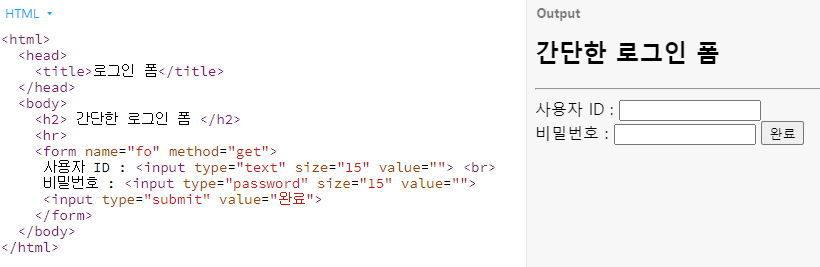 HTML
<html>
<head>
<title>로그인 폼</title>
</head>
<body>
<h2> 간단한 로그인 폼 </h2>
<hr>
<form name="fo" method="get">
사용자 ID : <input type="text" size="15" value=""> <br>
비밀번호 : <input type="password" size="15" value="">
<input type="submit" value="완료">
</form>
</body>
</html>
Output
간단한 로그인 폼
사용자 ID :
비밀번호 : 완료